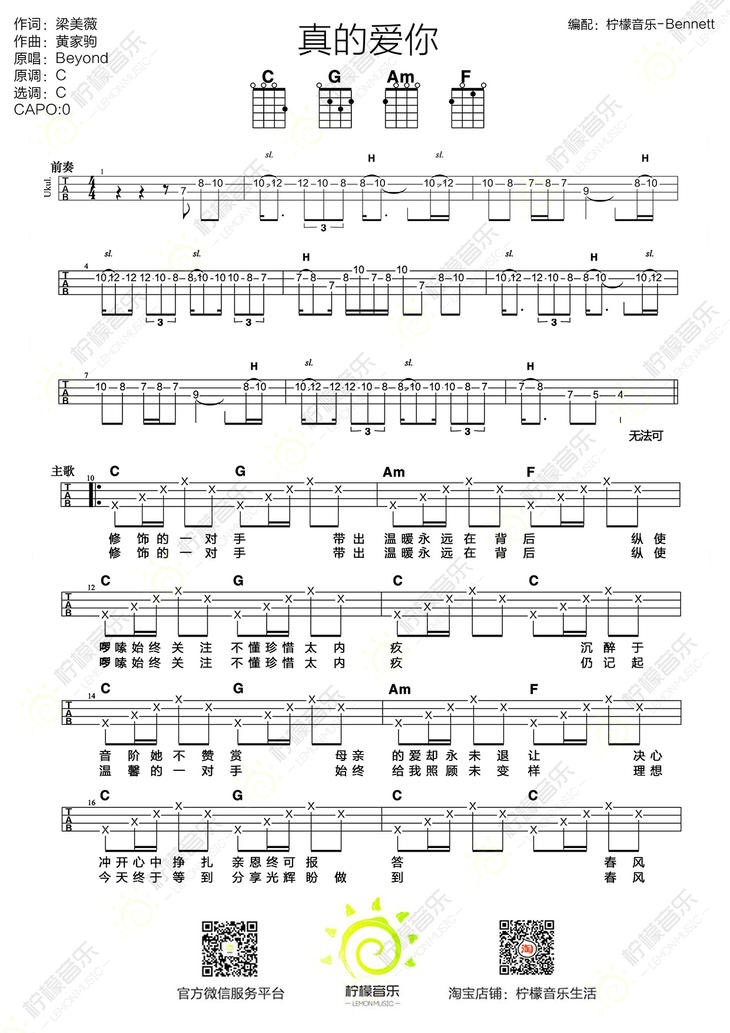 作词：梁美薇
作曲：黄家驹
原唱：Beyond
原调：C
选调：C
CAPO:0
真的爱你
编配：柠檬音乐-Bennett
C G Am F
前奏
sl. H sl. H
Ukul.
T A B 4 4 1 7 8 10 10 12 12 10 8 8 10 10 12 10 8 7 8 7 9 8 10
3
sl. sl. H sl. H
4 10 12 12 12 10 8 8 10 10 10 8 7 7 8 7 8 10 8 7 8 10 8 10 10 12 12 10 8 8 10 10 12
3 3 3
H sl. sl. H
7 10 8 7 8 7 9 8 10 10 12 12 12 10 8 8 10 10 10 8 7 7 8 7 5 4
3 3
无法可
主歌
10 C G Am F
修饰的一对手 带出温暖永远在背后 纵使
修饰的一对手 带出温暖永远在背后 纵使
12 C G C C
啰嗦始终关注 不懂珍惜太内疚 沉醉于
啰嗦始终关注 不懂珍惜太内疚 仍记起
14 C G Am F
音阶她不赞赏 母亲的爱却永未退让 决心
温馨的一对手 始终给我照顾未变样 理想
16 C G C C
冲开心中挣扎亲恩终可报答 春风
今天终于等到分享光辉盼做到 春风
官方微信服务平台
柠檬音乐
LEMON MUSIC
淘
淘宝店铺：柠檬音乐生活